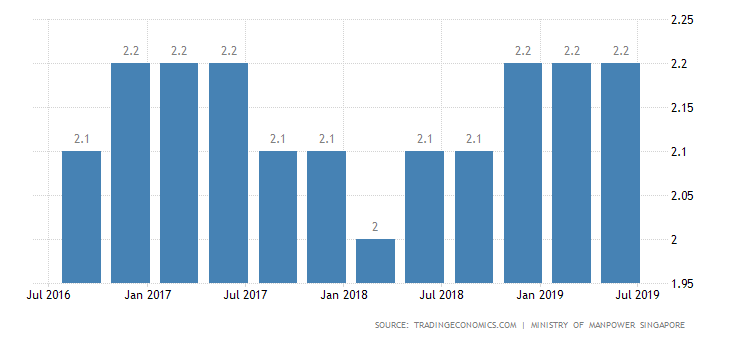 2.25
2.2 2.2 2.2 2.2 2.2 2.2
2.2
2.15
2.1 2.1 2.1 2.1 2.1
2.1
2.05
2
2
1.95
Jul 2016 Jan 2017 Jul 2017 Jan 2018 Jul 2018 Jan 2019 Jul 2019
SOURCE: TRADINGECONOMICS.COM | MINISTRY OF MANPOWER SINGAPORE